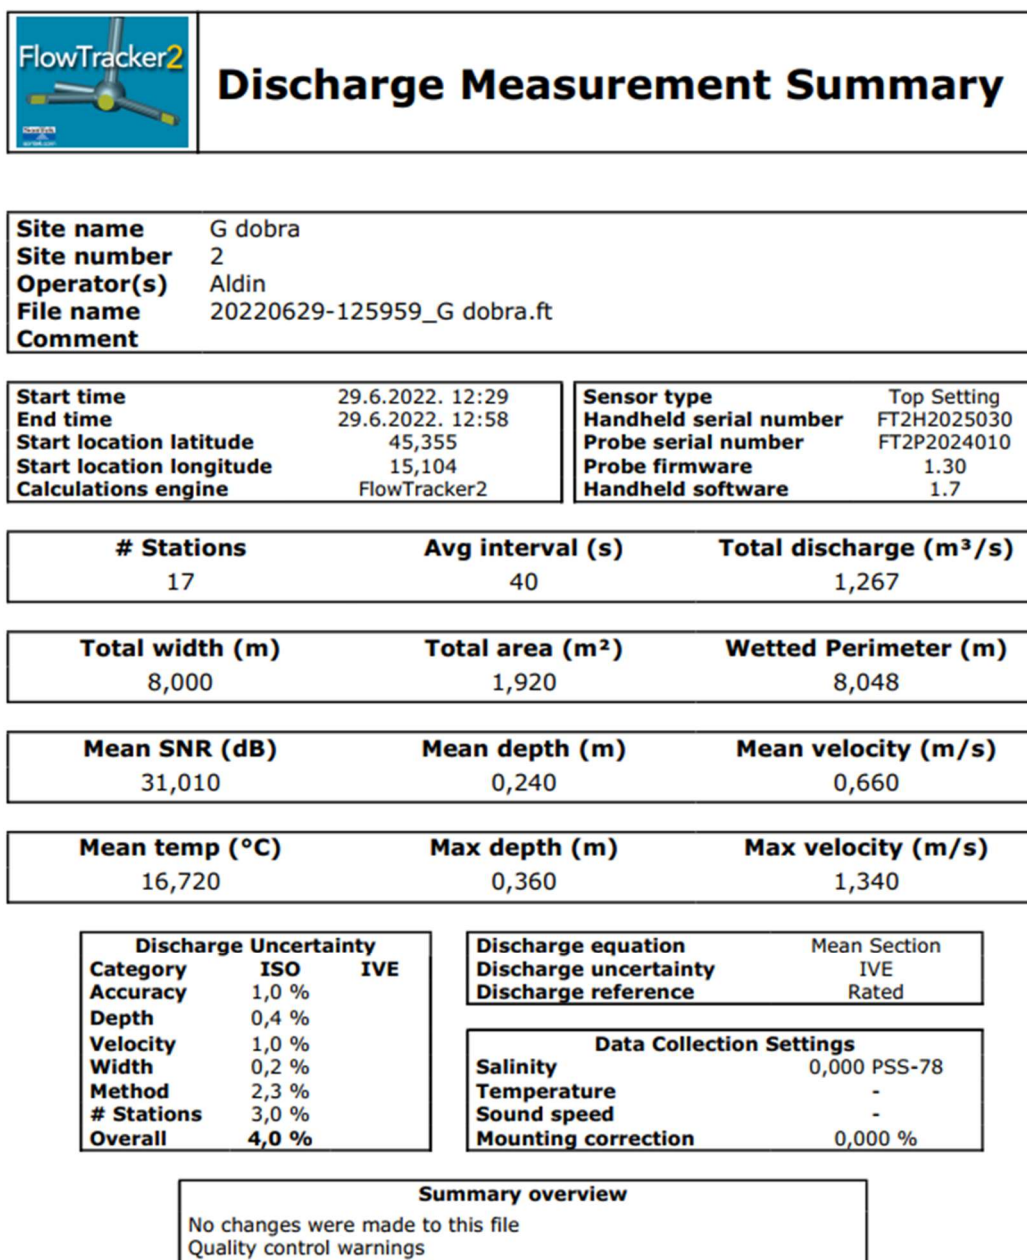 FlowTracker2
Discharge Measurement Summary
Site name G dobra
Site number 2
Operator(s) Aldin
File name 20220629-125959_G dobra.ft
Comment
Start time 29.6.2022. 12:29
End time 29.6.2022. 12:58
Start location latitude 45,355
Start location longitude 15,104
Calculations engine FlowTracker2
Sensor type Top Setting
Handheld serial number FT2H2025030
Probe serial number FT2P2024010
Probe firmware 1.30
Handheld software 1.7
# Stations Avg interval (s) Total discharge (m³/s)
17 40 1,267
Total width (m) Total area (m²) Wetted Perimeter (m)
8,000 1,920 8,048
Mean SNR (dB) Mean depth (m) Mean velocity (m/s)
31,010 0,240 0,660
Mean temp (°C) Max depth (m) Max velocity (m/s)
16,720 0,360 1,340
Discharge Uncertainty
Category ISO IVE
Accuracy 1,0 %
Depth 0,4 %
Velocity 1,0 %
Width 0,2 %
Method 2,3 %
# Stations 3,0 %
Overall 4,0 %
Discharge equation Mean Section
Discharge uncertainty IVE
Discharge reference Rated
Data Collection Settings
Salinity 0,000 PSS-78
Temperature -
Sound speed -
Mounting correction 0,000 %
Summary overview
No changes were made to this file
Quality control warnings